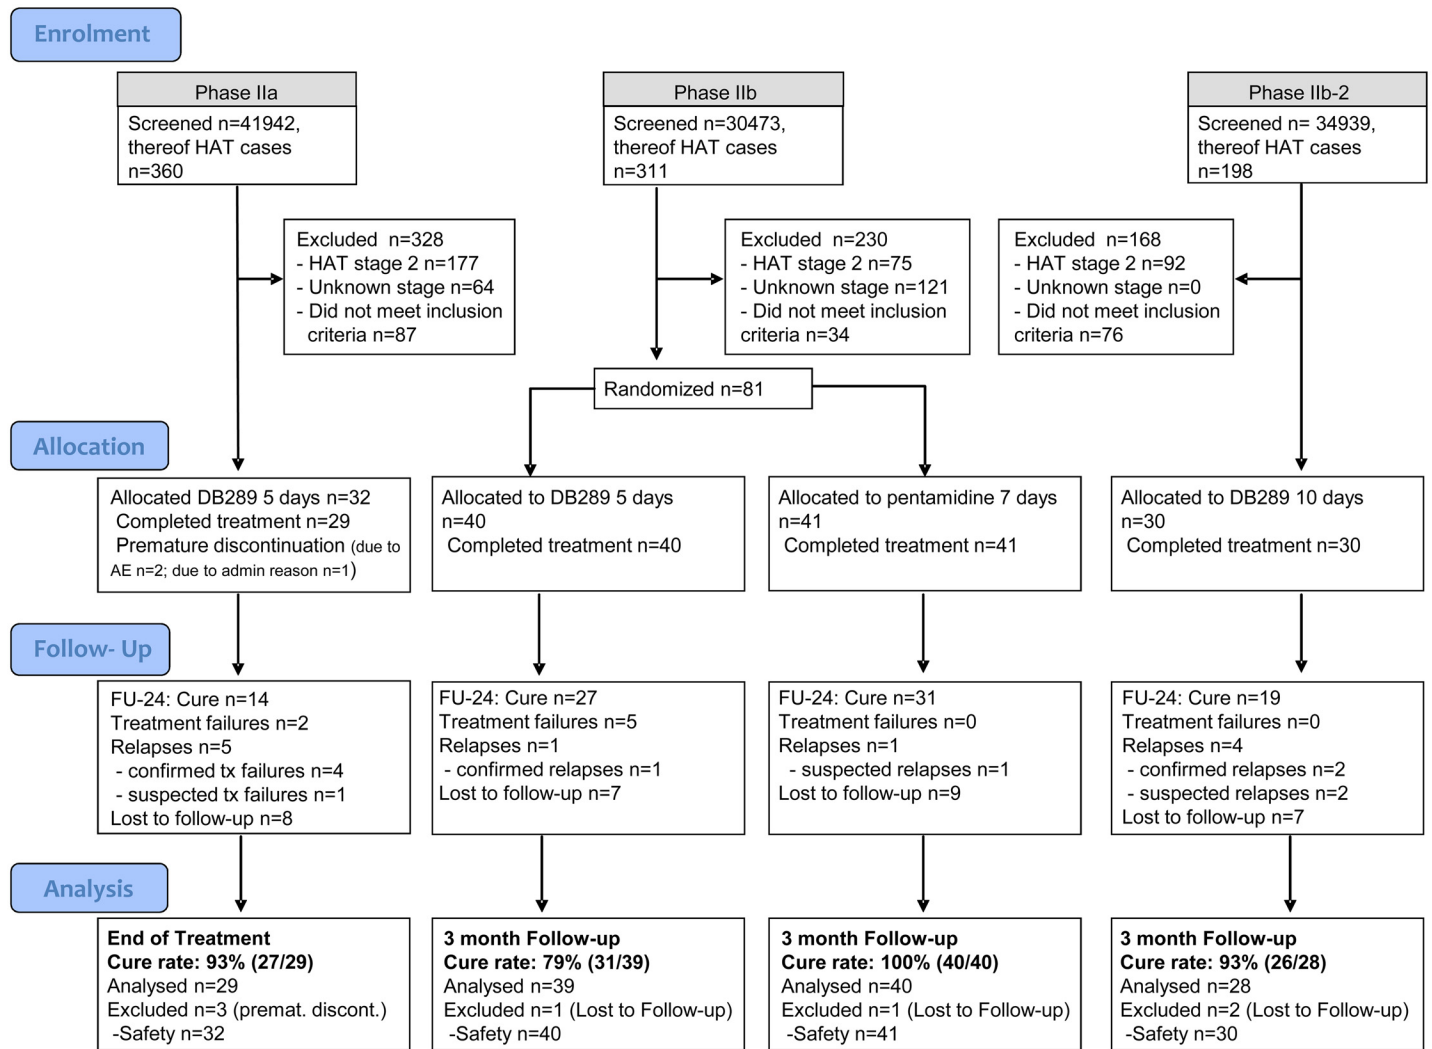 Enrolment
Phase IIa
Screened n=41942,
thereof HAT cases
n=360
Phase IIb
Screened n=30473,
thereof HAT cases
n=311
Phase IIb-2
Screened n= 34939,
thereof HAT cases
n=198
Excluded n=328
- HAT stage 2 n=177
- Unknown stage n=64
- Did not meet inclusion
criteria n=87
Excluded n=230
- HAT stage 2 n=75
- Unknown stage n=121
- Did not meet inclusion
criteria n=34
Excluded n=168
- HAT stage 2 n=92
- Unknown stage n=0
- Did not meet inclusion
criteria n=76
Randomized n=81
Allocation
Allocated DB289 5 days n=32
Completed treatment n=29
Premature discontinuation (due to
AE n=2; due to admin reason n=1)
Allocated to DB289 5 days
n=40
Completed treatment n=40
Allocated to pentamidine 7 days
n=41
Completed treatment n=41
Allocated to DB289 10 days
n=30
Completed treatment n=30
Follow- Up
FU-24: Cure n=14
Treatment failures n=2
Relapses n=5
- confirmed tx failures n=4
- suspected tx failures n=1
Lost to follow-up n=8
FU-24: Cure n=27
Treatment failures n=5
Relapses n=1
- confirmed relapses n=1
Lost to follow-up n=7
FU-24: Cure n=31
Treatment failures n=0
Relapses n=1
- suspected relapses n=1
Lost to follow-up n=9
FU-24: Cure n=19
Treatment failures n=0
Relapses n=4
- confirmed relapses n=2
- suspected relapses n=2
Lost to follow-up n=7
Analysis
End of Treatment
Cure rate: 93% (27/29)
Analysed n=29
Excluded n=3 (premat. discont.)
-Safety n=32
3 month Follow-up
Cure rate: 79% (31/39)
Analysed n=39
Excluded n=1 (Lost to Follow-up)
-Safety n=40
3 month Follow-up
Cure rate: 100% (40/40)
Analysed n=40
Excluded n=1 (Lost to Follow-up)
-Safety n=41
3 month Follow-up
Cure rate: 93% (26/28)
Analysed n=28
Excluded n=2 (Lost to Follow-up)
-Safety n=30